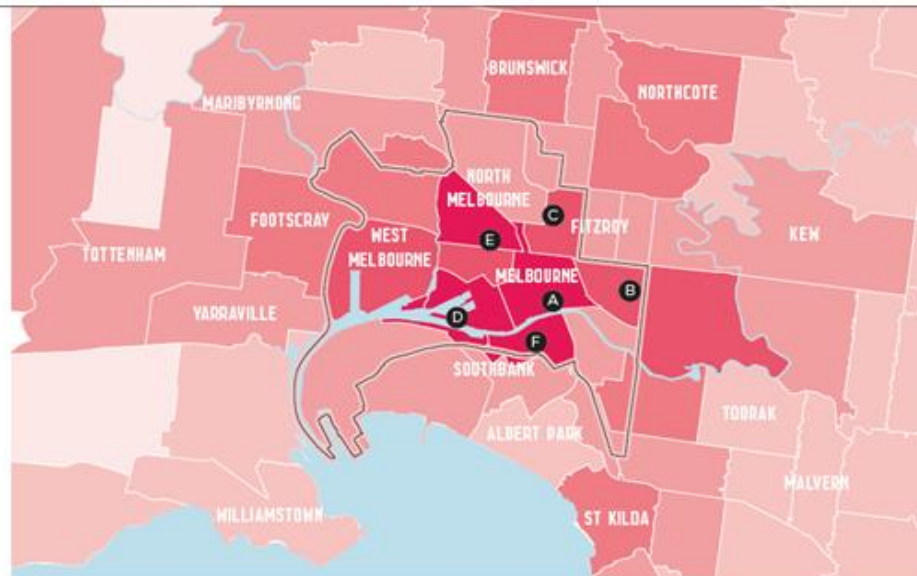 BRUNSWICK
NORTHCOTE
MARIBYRNONG
NORTH
MELBOURNE
C
FOOTSCRAY
FITZROY
KEW
WEST
MELBOURNE
E
TOTTENHAM
MELBOURNE
B
A
YARRAVILLE
D
F
SOUTHBANK
TOORAK
ALBERT PARK
MALVERN
WILLIAMSTOWN
ST KILDA